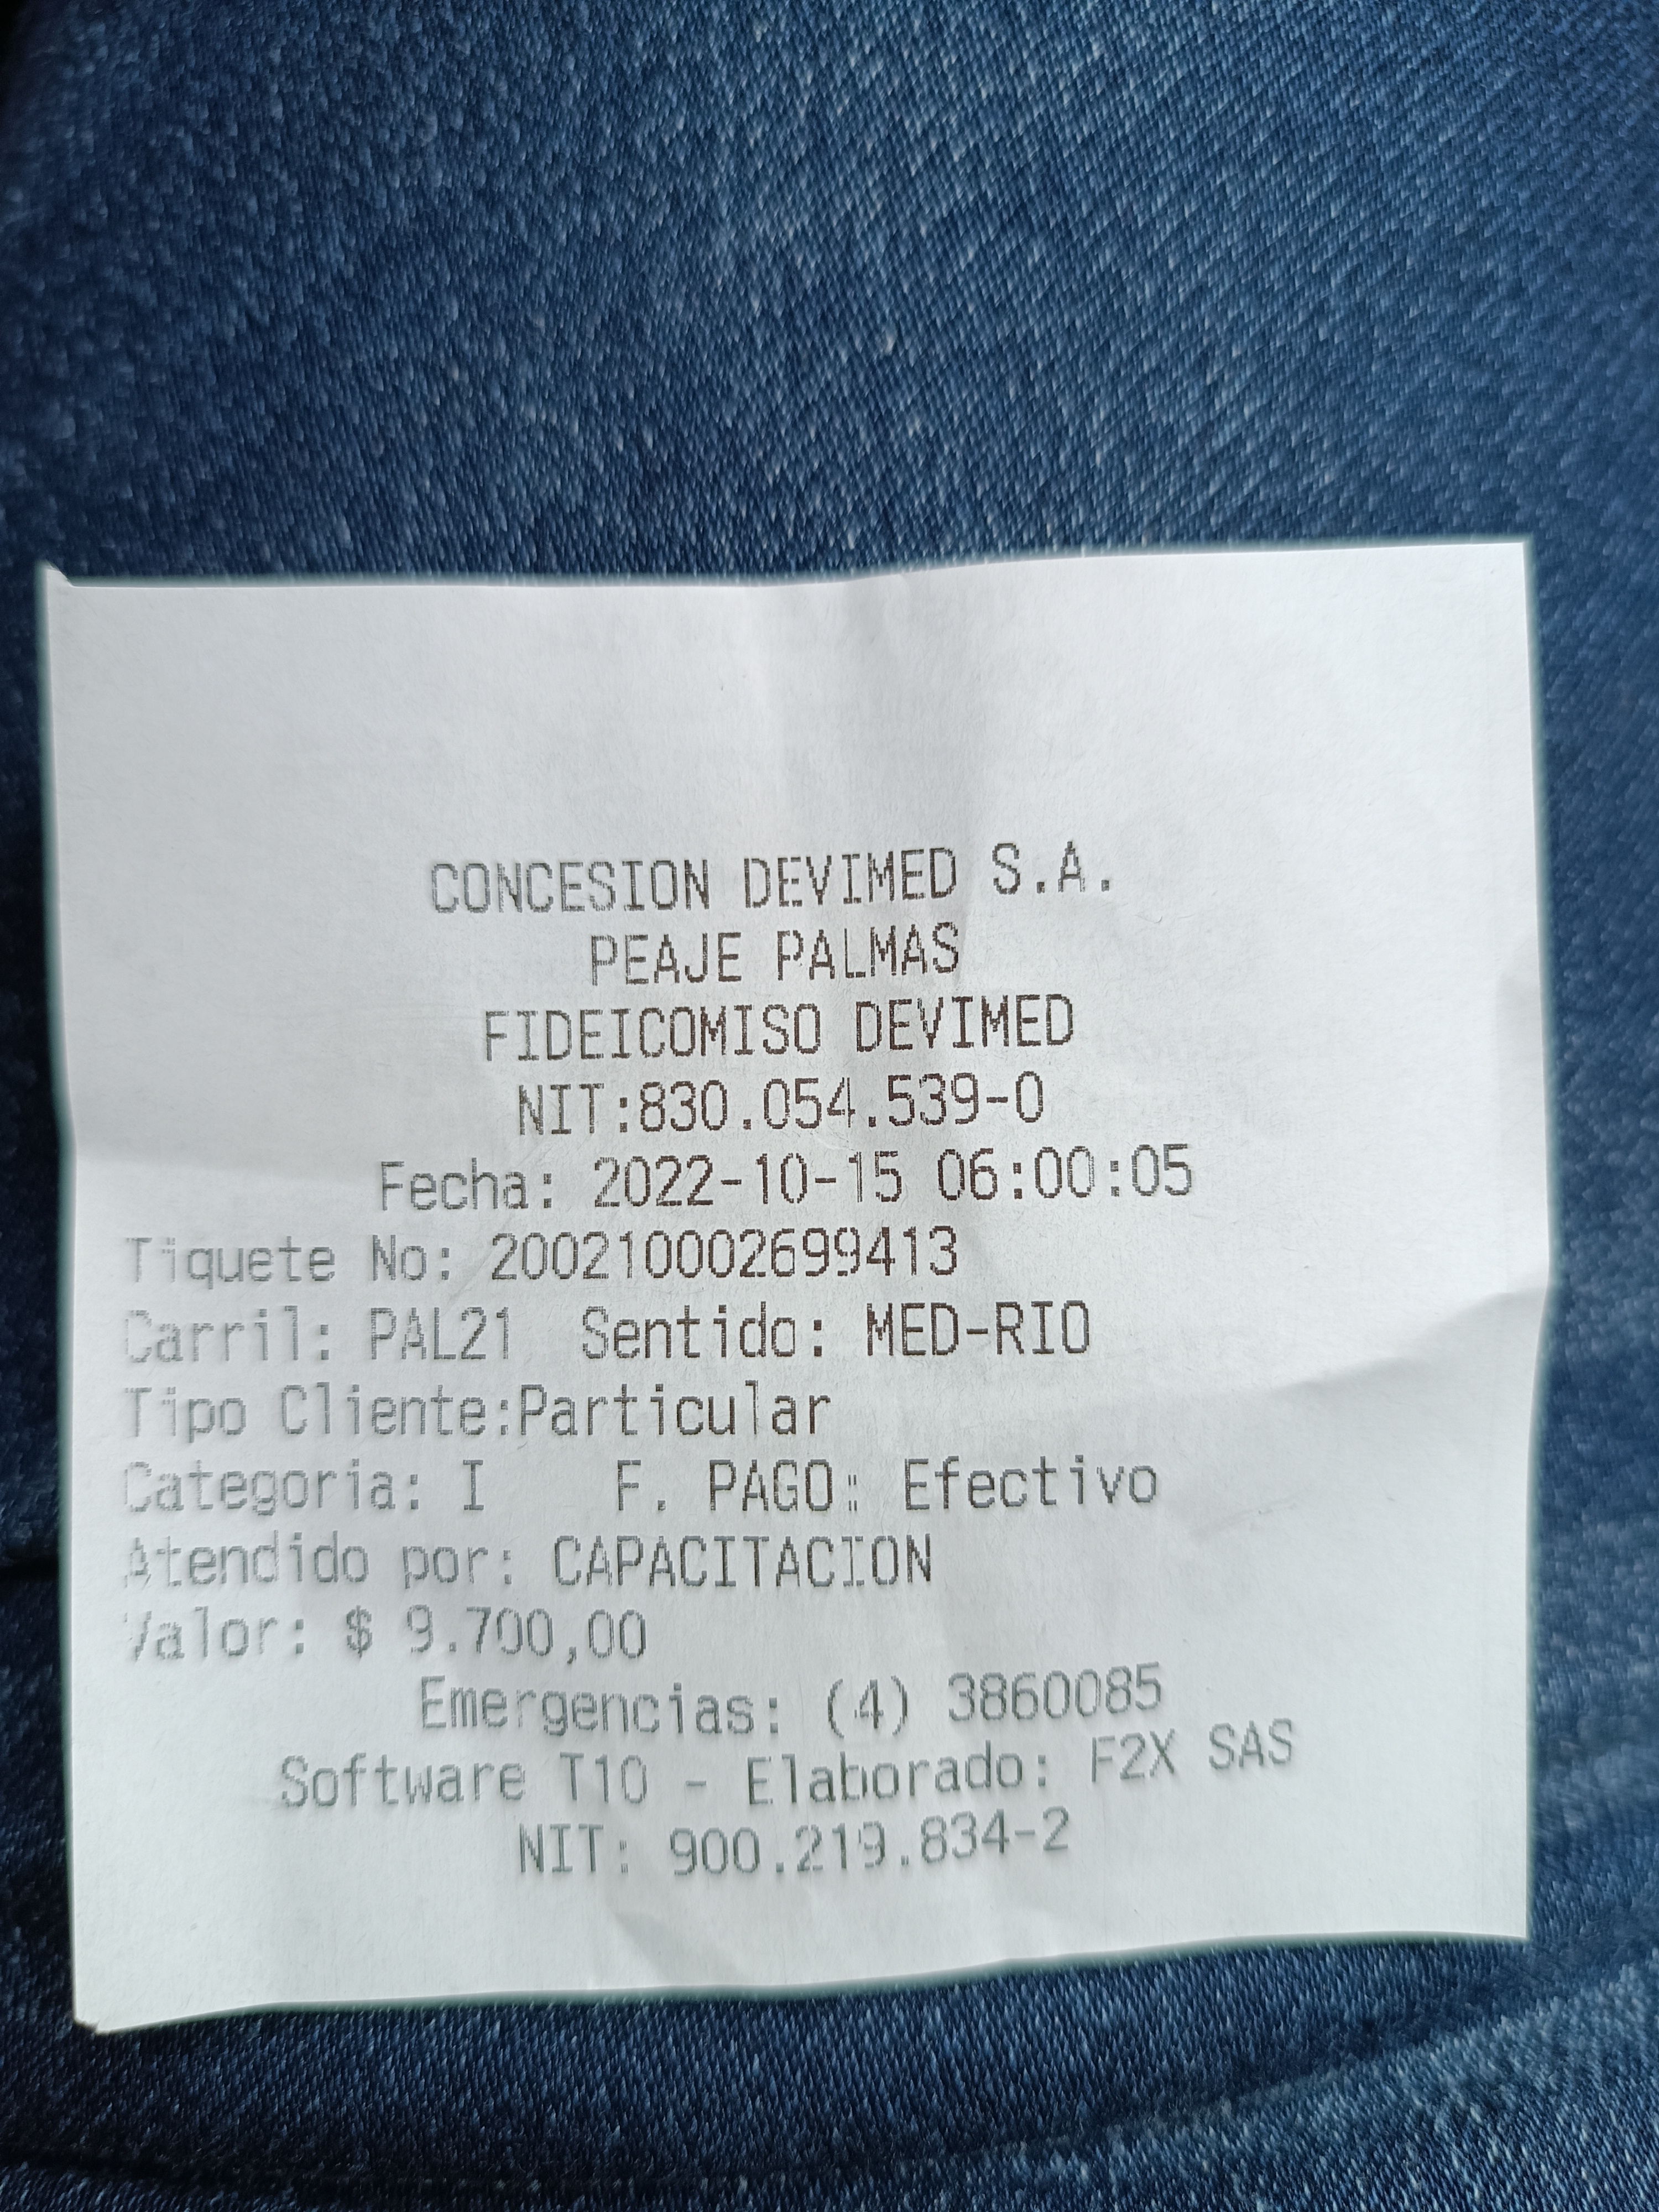 CONCESION DEVIMED S.A.
PEAJE PALMAS
FIDEICOMISO DEVIMED
NIT:830.054.539-0
Fecha: 2022-10-15 06:00:05
Tiquete No: 200210002699413
Carril: PAL21 Sentido: MED-RIO
Tipo Cliente:Particular
Categoria: I F. PAGO: Efectivo
Atendido por: CAPACITACION
Valor: $ 9.700,00
Emergencias: (4) 3860085
Software T10 - Elaborado: F2X SAS
NIT: 900.219.834-2